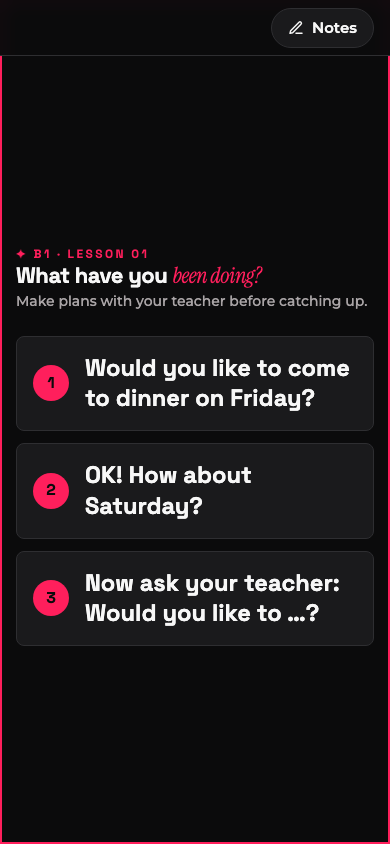 Notes
✦ B1 · LESSON 01
What have you been doing?
Make plans with your teacher before catching up.
1
Would you like to come
to dinner on Friday?
2
OK! How about
Saturday?
3
Now ask your teacher:
Would you like to ...?